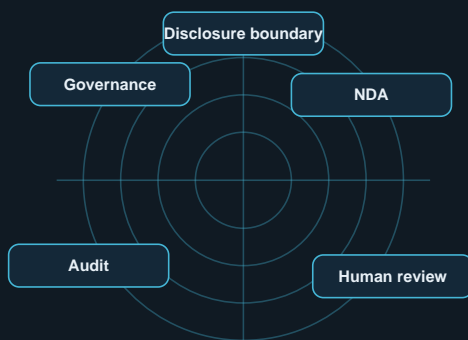 Disclosure boundary
Governance
NDA
Audit
Human review